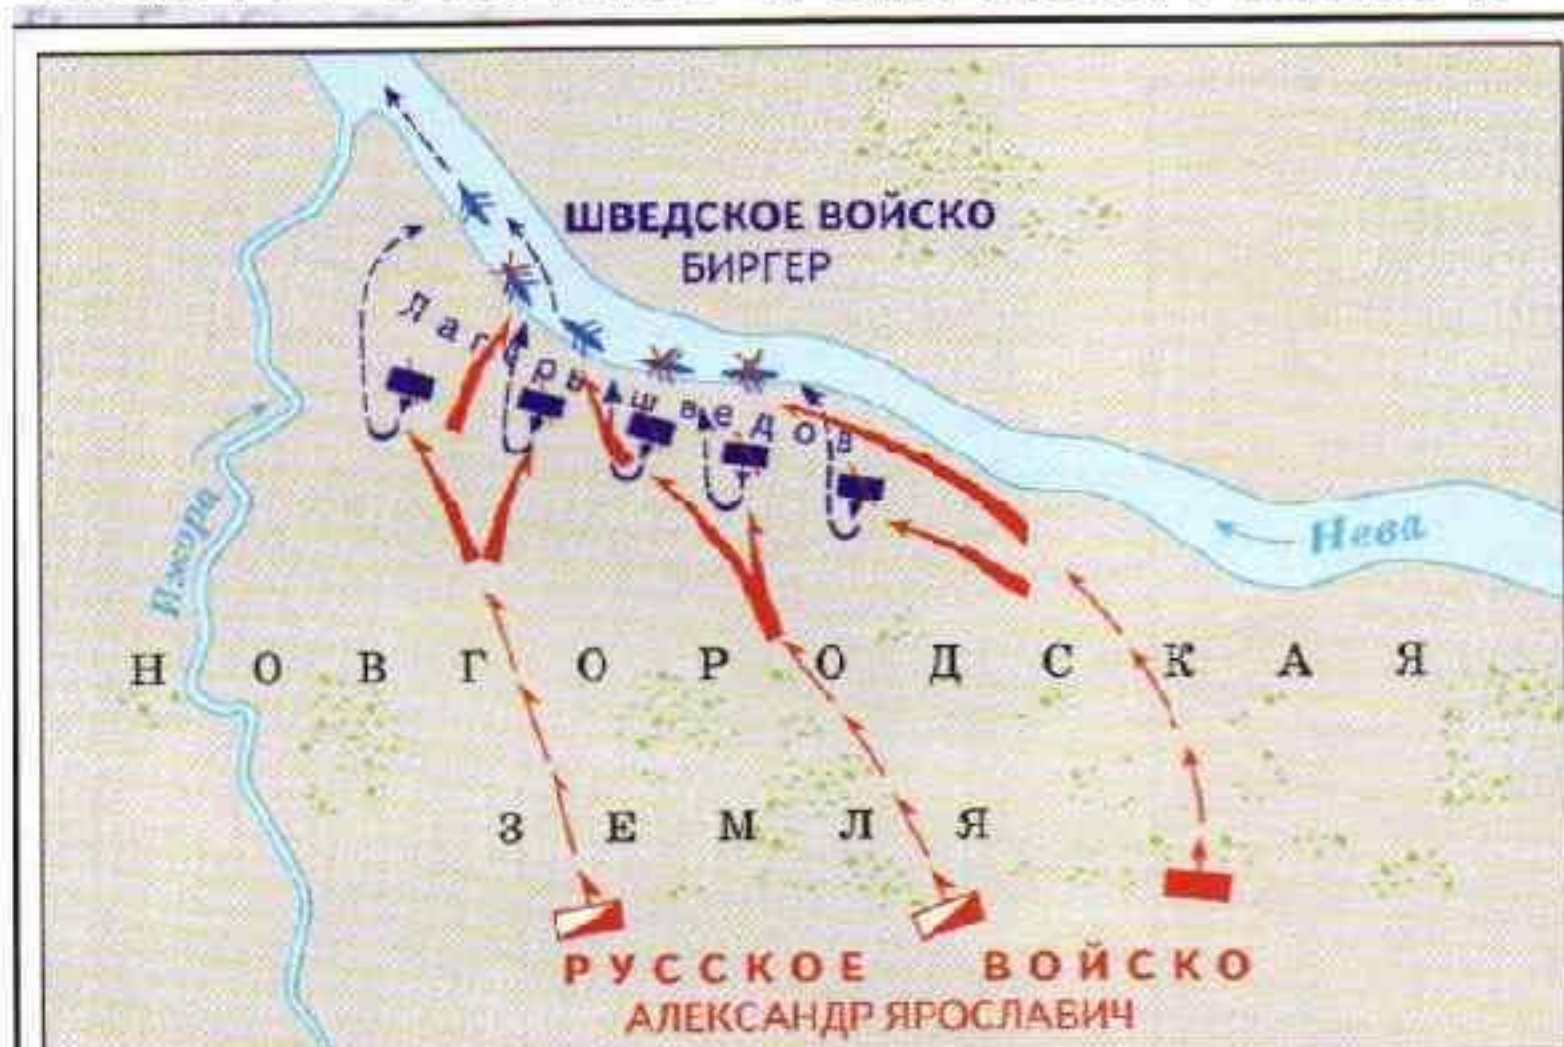 ШВЕДСКОЕ ВОЙСКО
БИРГЕР
Лагерь шведов
Ижора
Нева
НОВГОРОДСКАЯ
ЗЕМЛЯ
РУССКОЕ ВОЙСКО
АЛЕКСАНДР ЯРОСЛАВИЧ